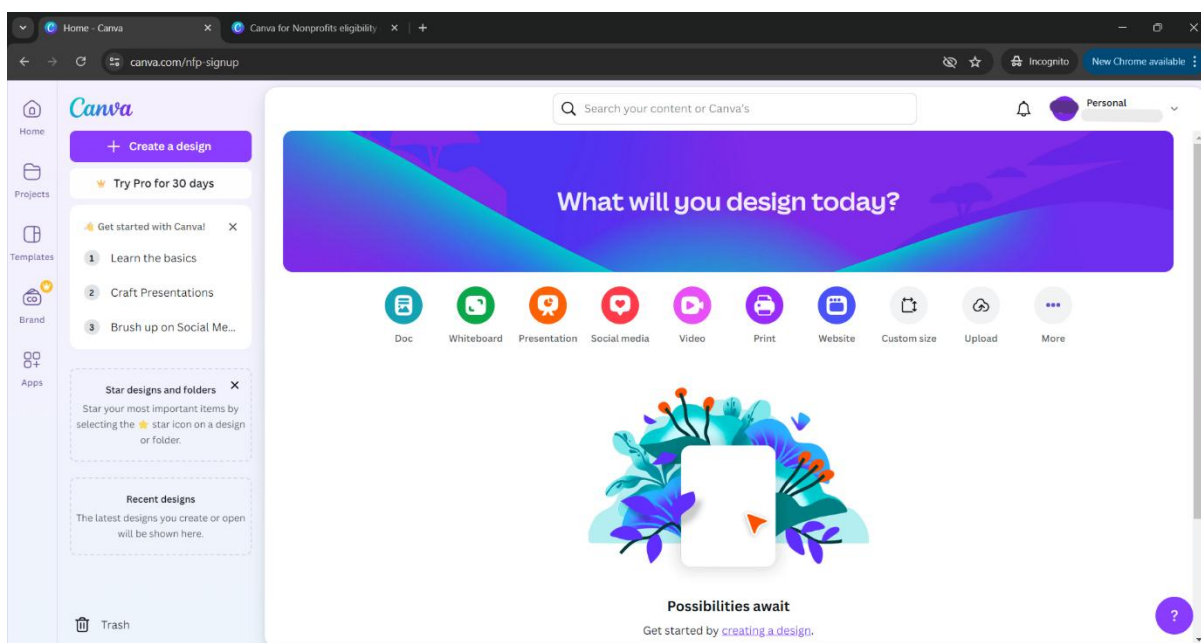 Home - Canva
Canva for Nonprofits eligibility
canva.com/nfp-signup
Incognito
New Chrome available
Home
Projects
Templates
CO
Brand
Apps
Canva
+ Create a design
Try Pro for 30 days
Get started with Canva!
1 Learn the basics
2 Craft Presentations
3 Brush up on Social Me...
Star designs and folders
Star your most important items by
selecting the ⭐ star icon on a design
or folder.
Recent designs
The latest designs you create or open
will be shown here.
Trash
Search your content or Canva's
Personal
What will you design today?
Doc
Whiteboard
Presentation
Social media
Video
Print
Website
Custom size
Upload
More
Possibilities await
Get started by creating a design.
?